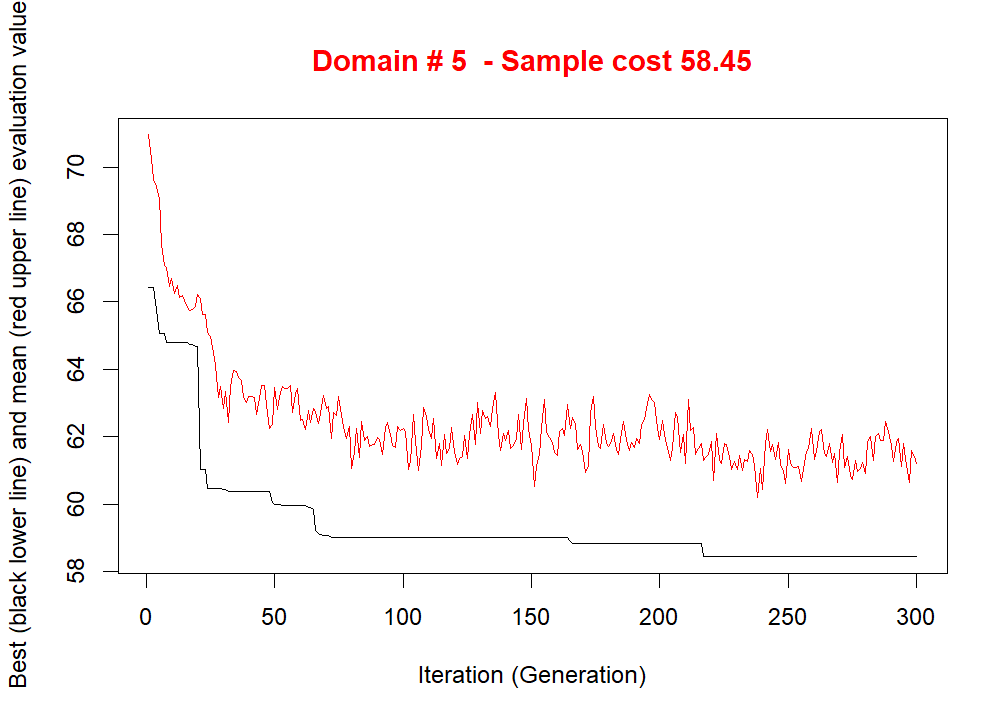 Domain # 5  - Sample cost 58.45
Best (black lower line) and mean (red upper line) evaluation value
70
68
66
64
62
60
58
0 50 100 150 200 250 300
Iteration (Generation)